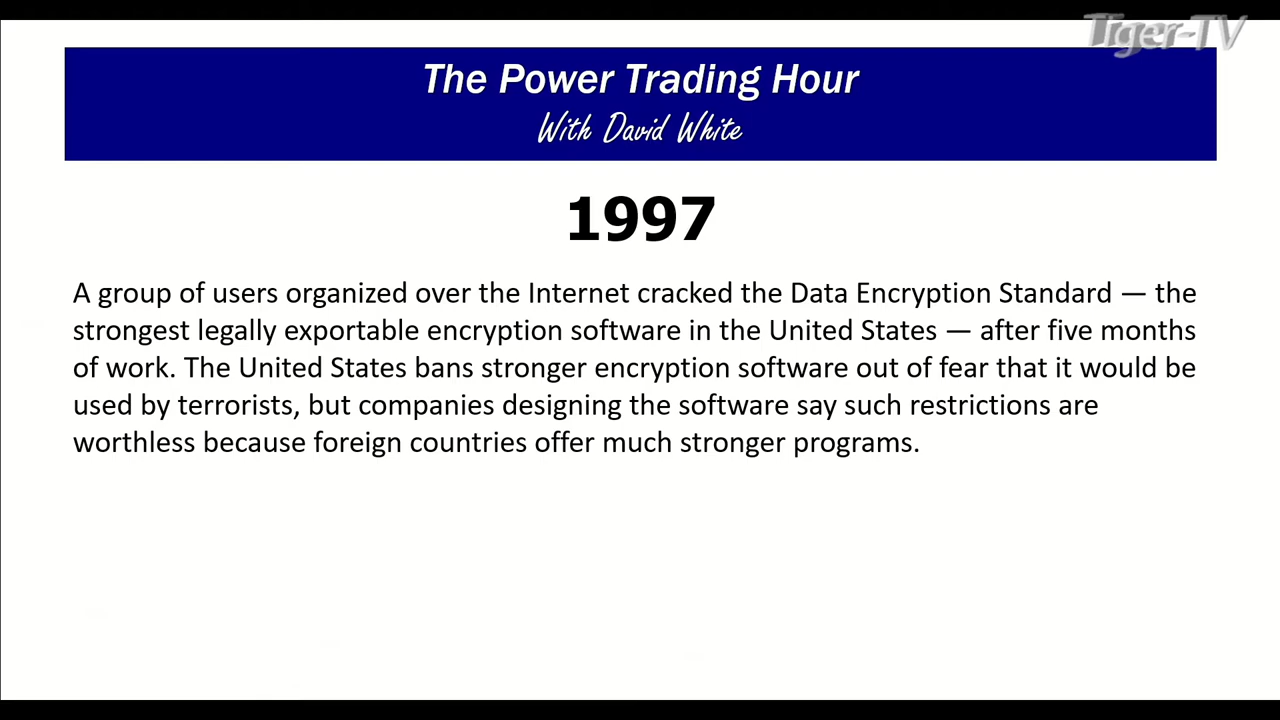 Tiger-TV
The Power Trading Hour
With David White
1997
A group of users organized over the Internet cracked the Data Encryption Standard — the
strongest legally exportable encryption software in the United States — after five months
of work. The United States bans stronger encryption software out of fear that it would be
used by terrorists, but companies designing the software say such restrictions are
worthless because foreign countries offer much stronger programs.